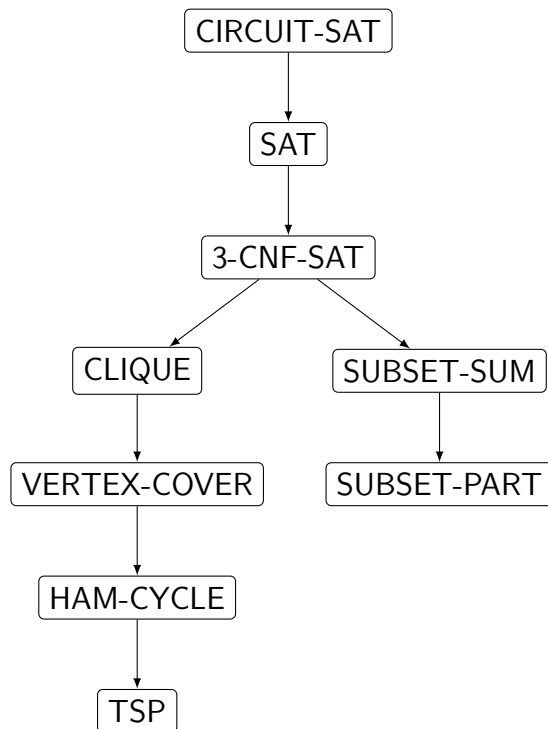 CIRCUIT-SAT
SAT
3-CNF-SAT
CLIQUE
SUBSET-SUM
VERTEX-COVER
SUBSET-PART
HAM-CYCLE
TSP